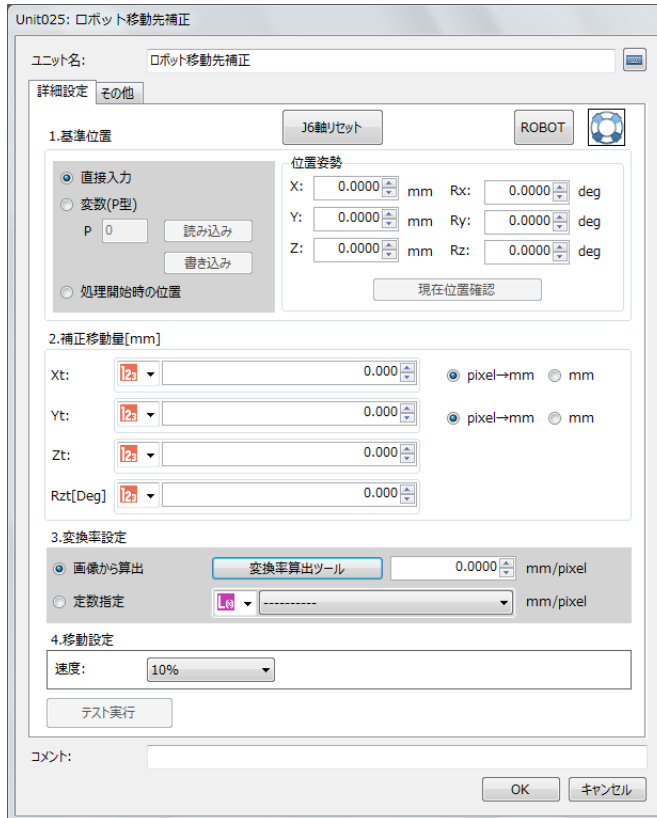 Unit025: ロボット移動先補正
ユニット名: ロボット移動先補正
詳細設定 その他
1.基準位置 J6軸リセット ROBOT
直接入力
変数(P型)
P 0 読み込み
書き込み
処理開始時の位置
位置姿勢
X: 0.0000 mm Rx: 0.0000 deg
Y: 0.0000 mm Ry: 0.0000 deg
Z: 0.0000 mm Rz: 0.0000 deg
現在位置確認
2.補正移動量[mm]
Xt: 123 0.000 pixel→mm mm
Yt: 123 0.000 pixel→mm mm
Zt: 123 0.000
Rzt[Deg] 123 0.000
3.変換率設定
画像から算出 変換率算出ツール 0.0000 mm/pixel
定数指定 ---------- mm/pixel
4.移動設定
速度: 10%
テスト実行
コメント:
OK キャンセル